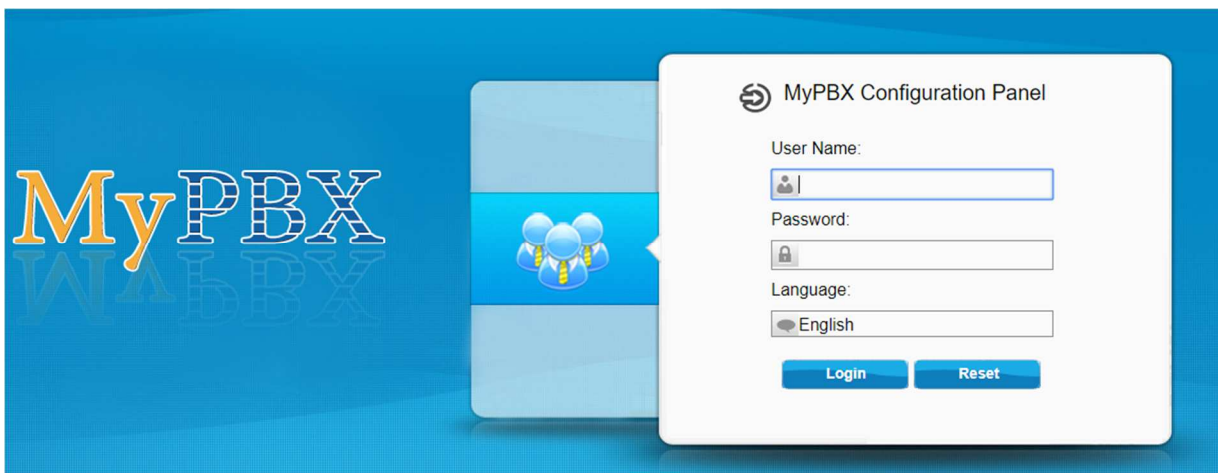 MyPBX
MyPBX Configuration Panel
User Name:
Password:
Language:
English
Login
Reset